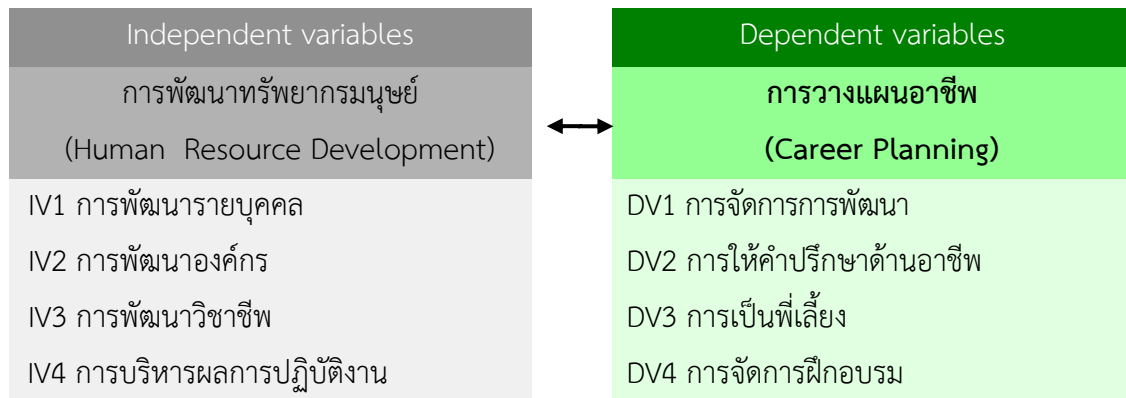 Independent variables
การพัฒนาทรัพยากรมนุษย์
(Human Resource Development)
IV1 การพัฒนารายบุคคล
IV2 การพัฒนาองค์กร
IV3 การพัฒนาวิชาชีพ
IV4 การบริหารผลการปฏิบัติงาน
Dependent variables
การวางแผนอาชีพ
(Career Planning)
DV1 การจัดการการพัฒนา
DV2 การให้คำปรึกษาด้านอาชีพ
DV3 การเป็นพี่เลี้ยง
DV4 การจัดการฝึกอบรม